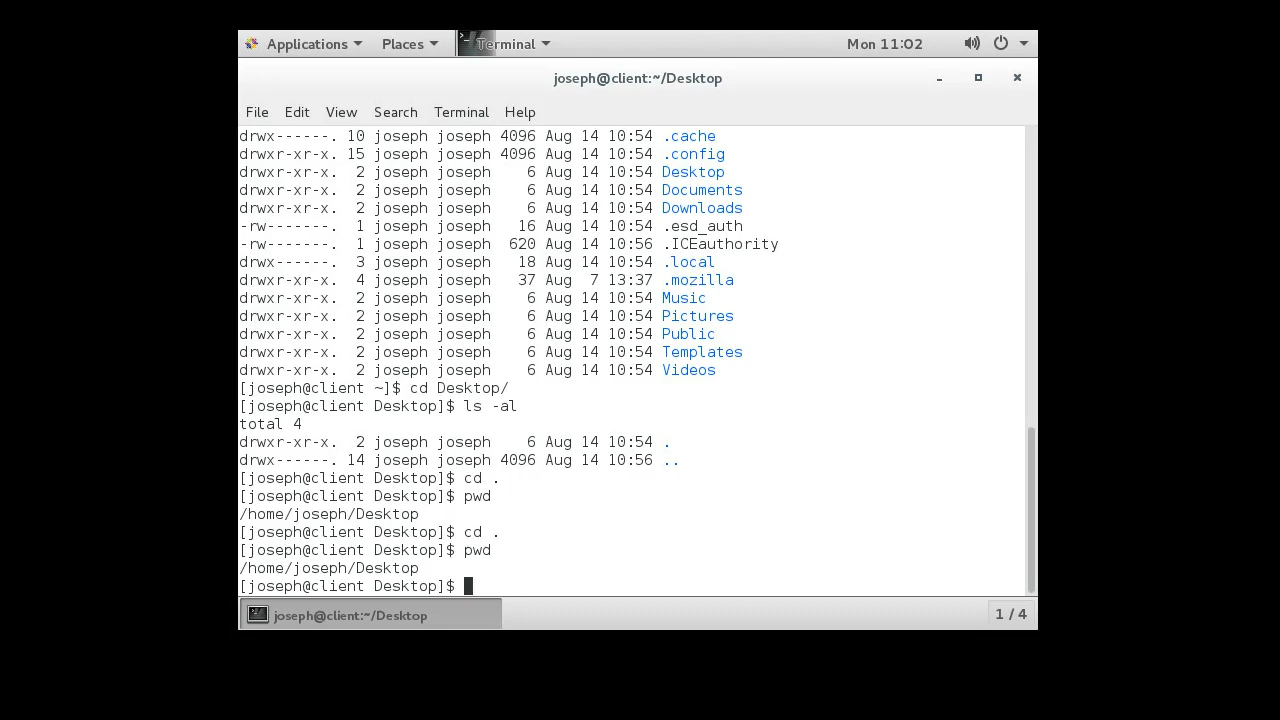 Applications Places Terminal Mon 11:02
joseph@client:~/Desktop
File Edit View Search Terminal Help
drwx------. 10 joseph joseph 4096 Aug 14 10:54 .cache
drwxr-xr-x. 15 joseph joseph 4096 Aug 14 10:54 .config
drwxr-xr-x.  2 joseph joseph    6 Aug 14 10:54 Desktop
drwxr-xr-x.  2 joseph joseph    6 Aug 14 10:54 Documents
drwxr-xr-x.  2 joseph joseph    6 Aug 14 10:54 Downloads
-rw-------.  1 joseph joseph   16 Aug 14 10:54 .esd_auth
-rw-------.  1 joseph joseph  620 Aug 14 10:56 .ICEauthority
drwx------.  3 joseph joseph   18 Aug 14 10:54 .local
drwxr-xr-x.  4 joseph joseph   37 Aug  7 13:37 .mozilla
drwxr-xr-x.  2 joseph joseph    6 Aug 14 10:54 Music
drwxr-xr-x.  2 joseph joseph    6 Aug 14 10:54 Pictures
drwxr-xr-x.  2 joseph joseph    6 Aug 14 10:54 Public
drwxr-xr-x.  2 joseph joseph    6 Aug 14 10:54 Templates
drwxr-xr-x.  2 joseph joseph    6 Aug 14 10:54 Videos
[joseph@client ~]$ cd Desktop/
[joseph@client Desktop]$ ls -al
total 4
drwxr-xr-x.  2 joseph joseph    6 Aug 14 10:54 .
drwx------. 14 joseph joseph 4096 Aug 14 10:56 ..
[joseph@client Desktop]$ cd .
[joseph@client Desktop]$ pwd
/home/joseph/Desktop
[joseph@client Desktop]$ cd .
[joseph@client Desktop]$ pwd
/home/joseph/Desktop
[joseph@client Desktop]$
joseph@client:~/Desktop 1 / 4